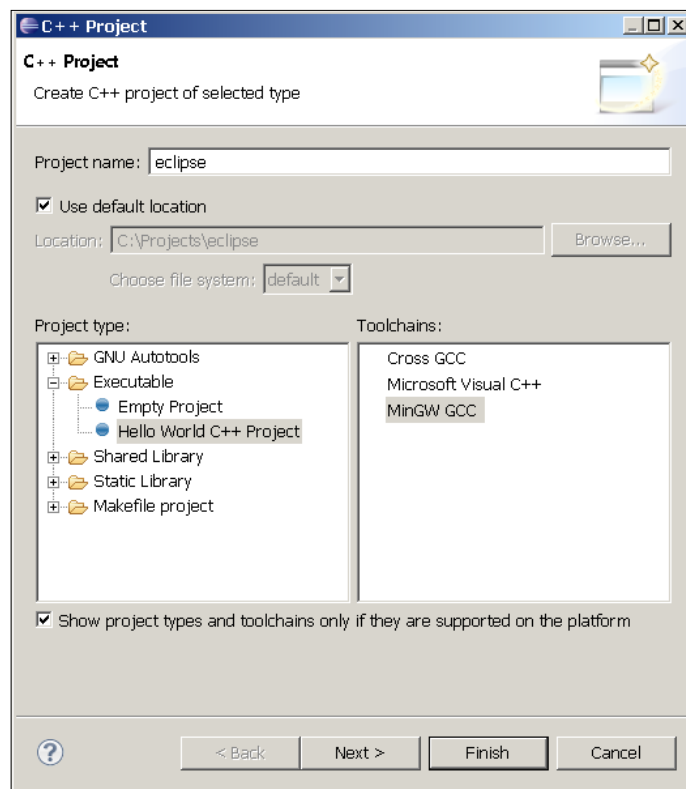 C++ Project
C++ Project
Create C++ project of selected type
Project name: eclipse
Use default location
Location: C:\Projects\eclipse Browse...
Choose file system: default
Project type: Toolchains:
GNU Autotools
Executable
Empty Project
Hello World C++ Project
Shared Library
Static Library
Makefile project
Cross GCC
Microsoft Visual C++
MinGW GCC
Show project types and toolchains only if they are supported on the platform
? < Back Next > Finish Cancel